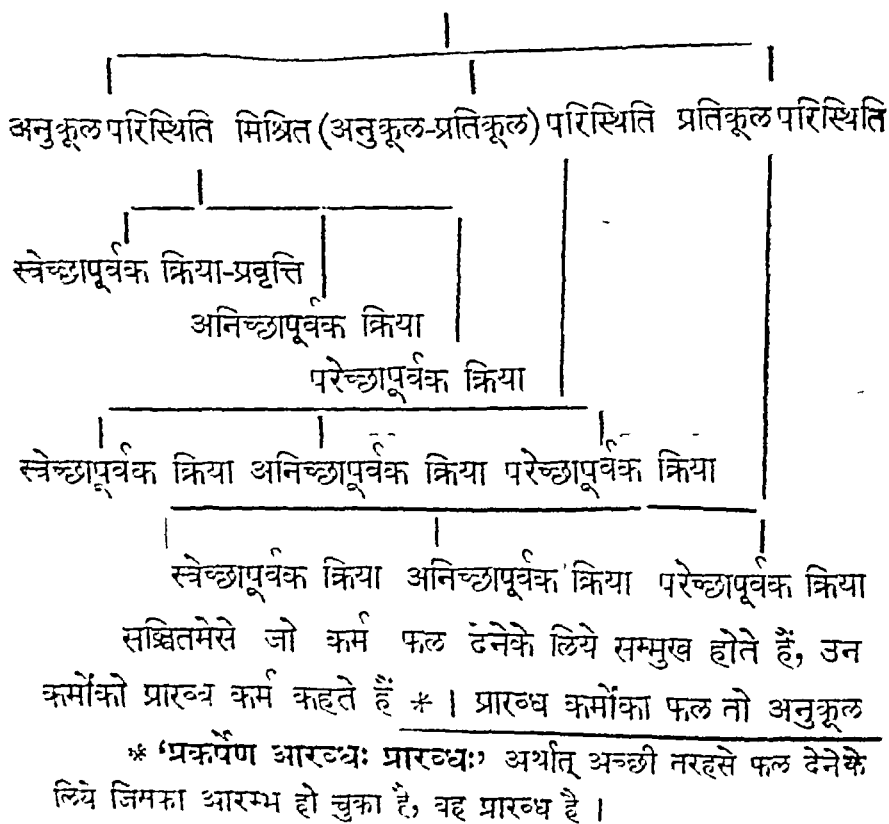 अनुकूल परिस्थिति मिश्रित (अनुकूल-प्रतिकूल) परिस्थिति प्रतिकूल परिस्थिति
स्वेच्छापूर्वक क्रिया-प्रवृत्ति
अनिच्छापूर्वक क्रिया
परेच्छापूर्वक क्रिया
स्वेच्छापूर्वक क्रिया अनिच्छापूर्वक क्रिया परेच्छापूर्वक क्रिया
स्वेच्छापूर्वक क्रिया अनिच्छापूर्वक क्रिया परेच्छापूर्वक क्रिया
सञ्चितमेसे जो कर्म फल देनेके लिये सम्मुख होते हैं, उन
कर्मोंको प्रारब्ध कर्म कहते हैं * । प्रारब्ध कर्मोंका फल तो अनुकूल
* 'प्रकर्षेण आरब्धः प्रारब्धः' अर्थात् अच्छी तरहसे फल देनेके
लिये जिसका आरम्भ हो चुका है, वह प्रारब्ध है ।